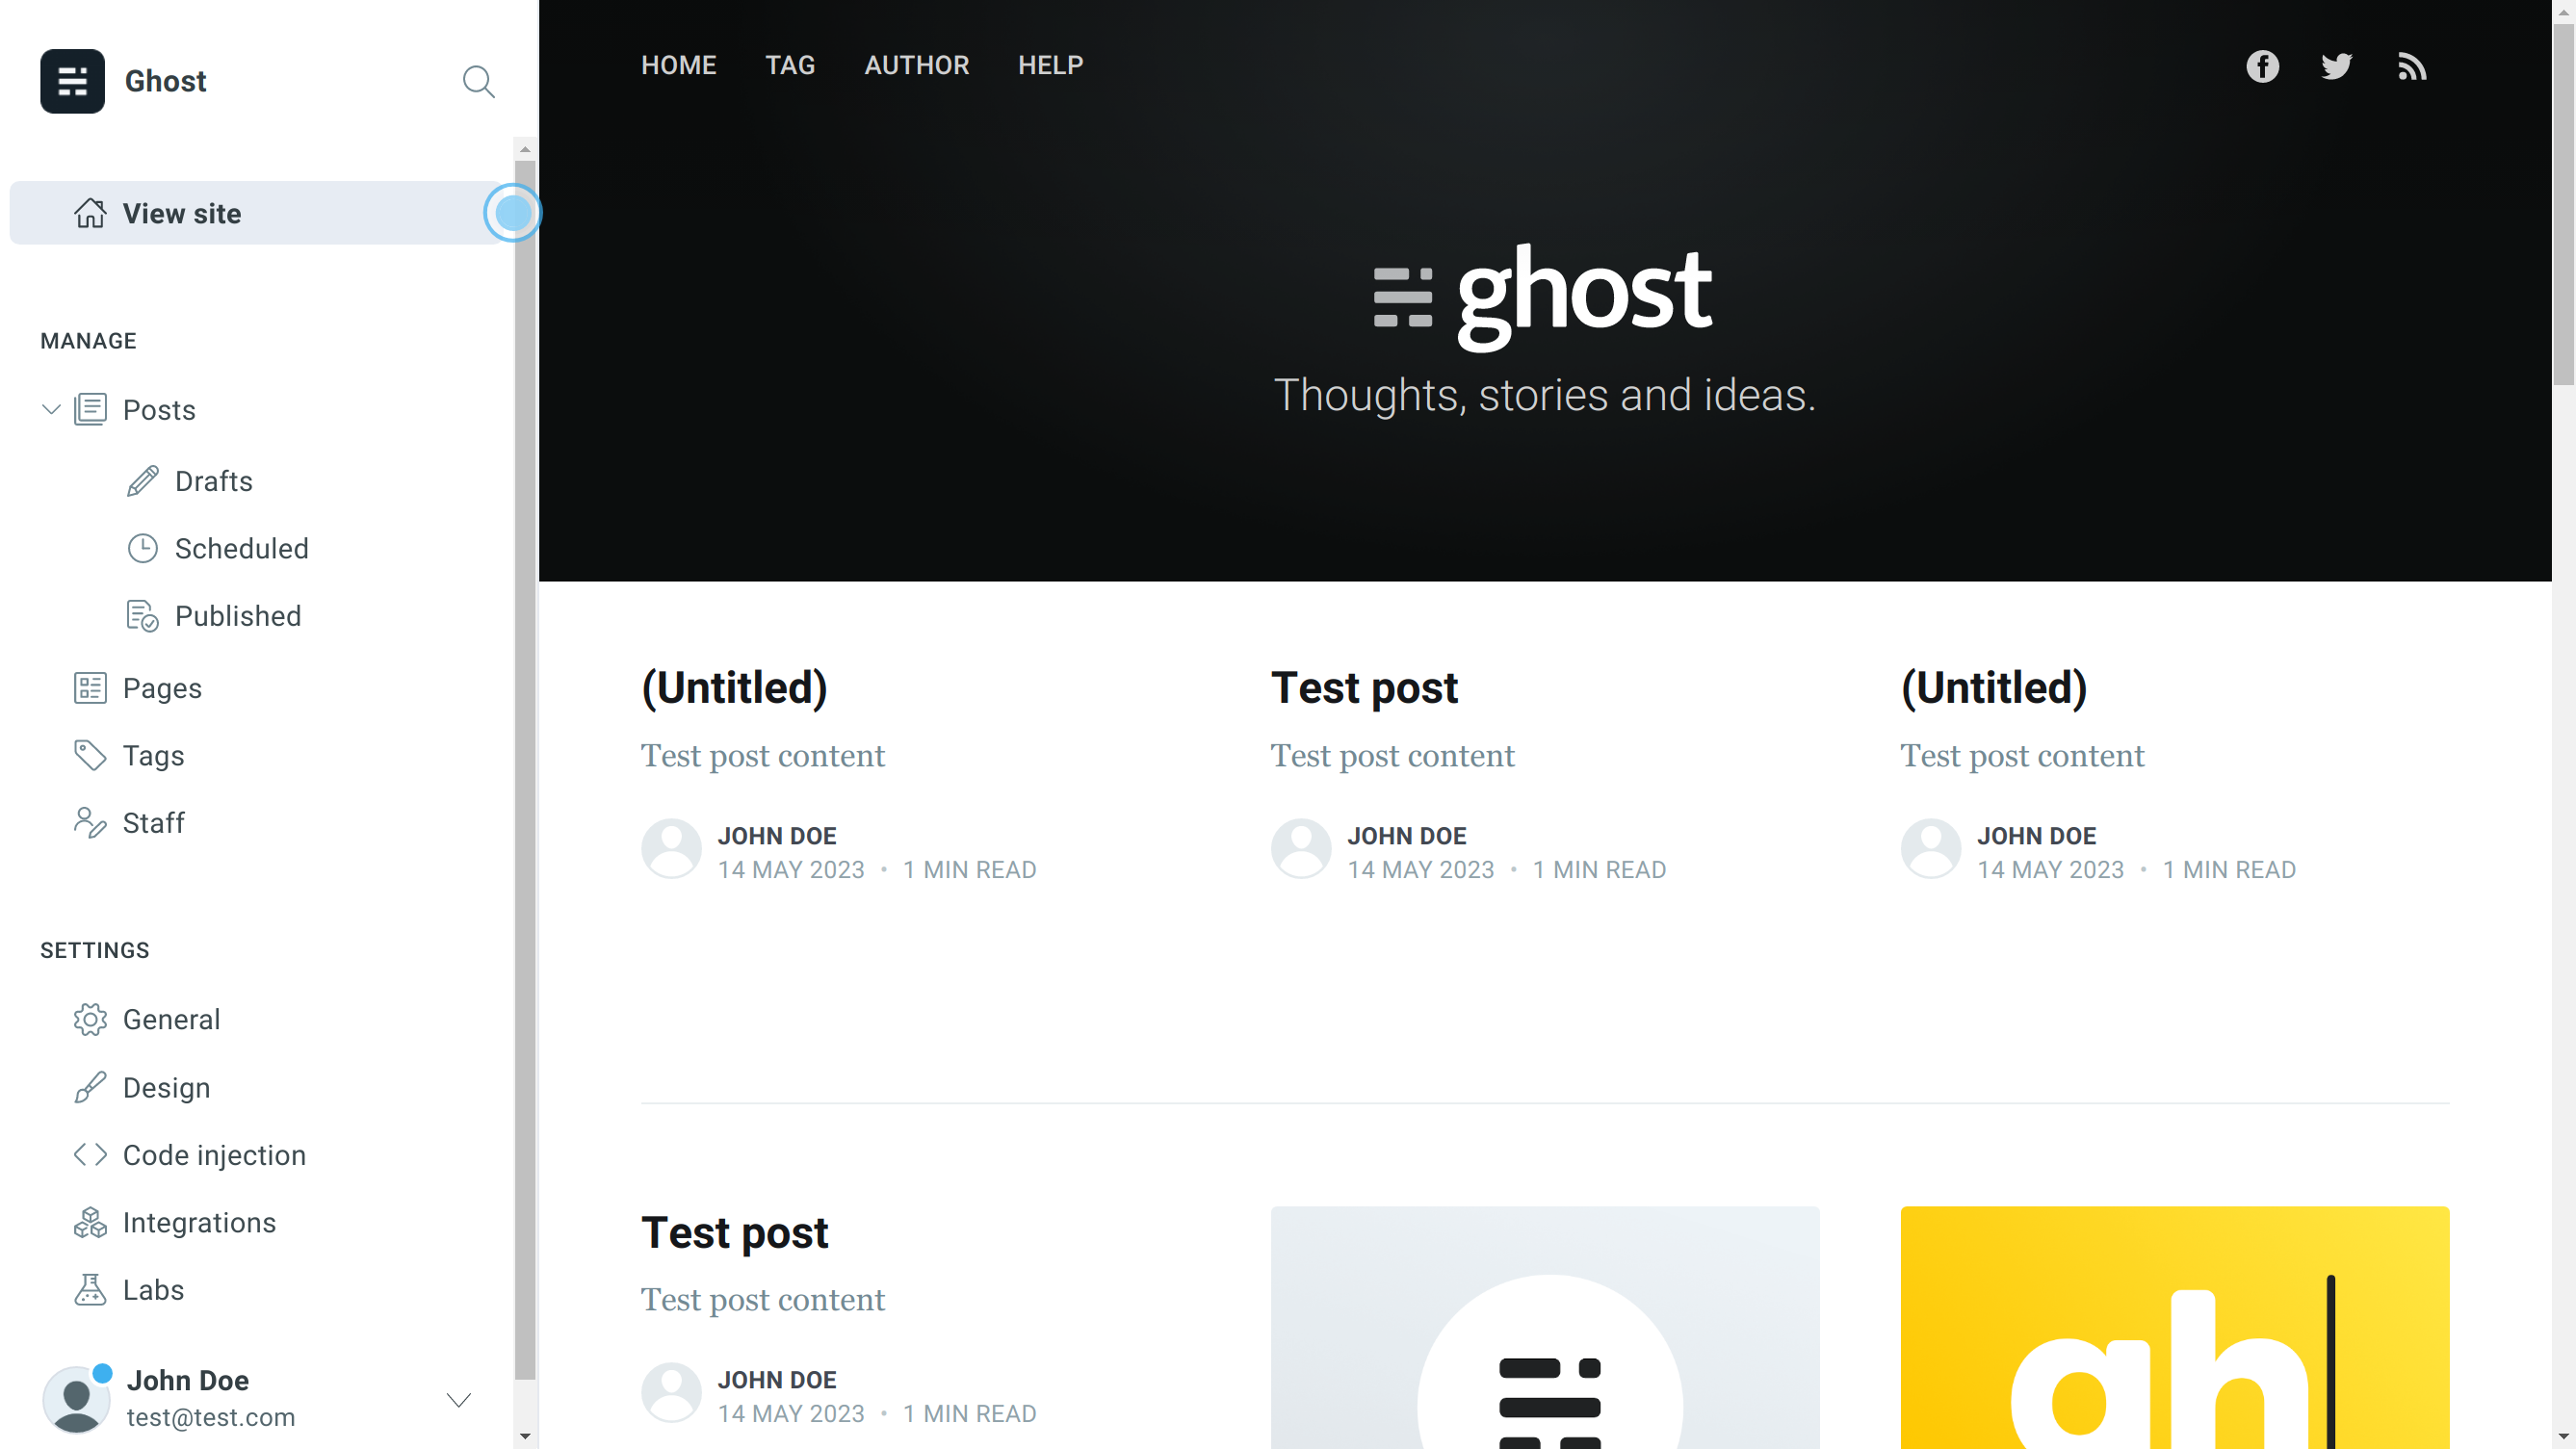 Ghost
View site
MANAGE
Posts
Drafts
Scheduled
Published
Pages
Tags
Staff
SETTINGS
General
Design
Code injection
Integrations
Labs
John Doe
test@test.com
HOME TAG AUTHOR HELP
ghost
Thoughts, stories and ideas.
(Untitled)
Test post content
JOHN DOE
14 MAY 2023 • 1 MIN READ
Test post
Test post content
JOHN DOE
14 MAY 2023 • 1 MIN READ
(Untitled)
Test post content
JOHN DOE
14 MAY 2023 • 1 MIN READ
Test post
Test post content
JOHN DOE
14 MAY 2023 • 1 MIN READ
gh